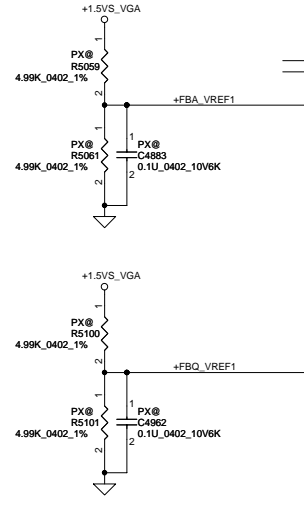 +1.5VS_VGA
1
PX@
R5059
4.99K_0402_1%
2
+FBA_VREF1
1
PX@
R5061
4.99K_0402_1%
2
1
PX@
C4883
0.1U_0402_10V6K
2
+1.5VS_VGA
1
PX@
R5100
4.99K_0402_1%
2
+FBQ_VREF1
1
PX@
R5101
4.99K_0402_1%
2
1
PX@
C4962
0.1U_0402_10V6K
2